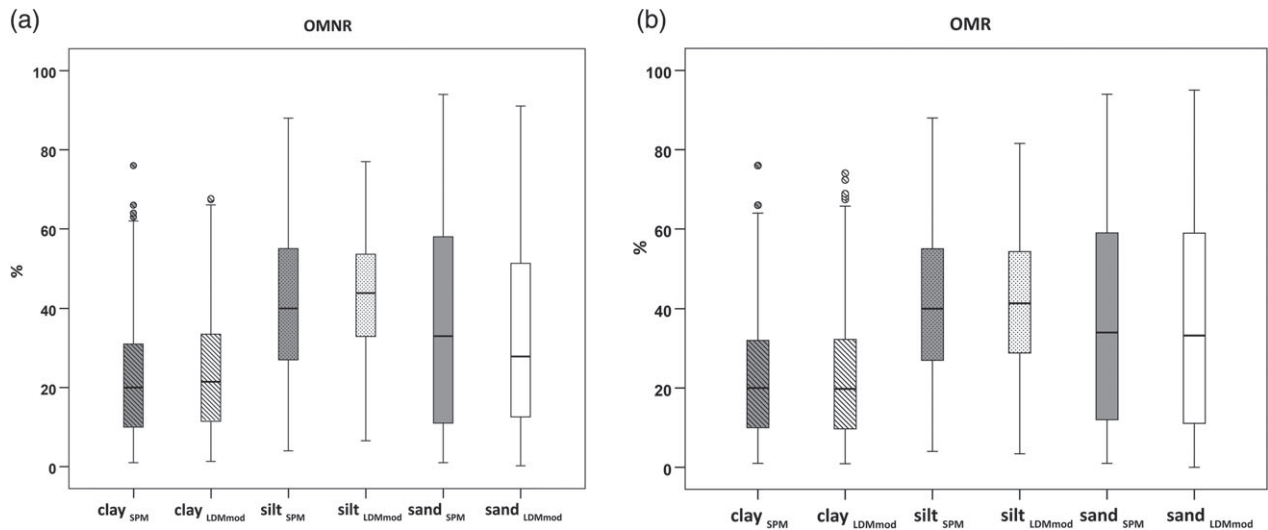 (a)
OMNR
100
80
60
40
20
0
%
clay SPM
clay LDMmod
silt SPM
silt LDMmod
sand SPM
sand LDMmod
(b)
OMR
100
80
60
40
20
0
%
clay SPM
clay LDMmod
silt SPM
silt LDMmod
sand SPM
sand LDMmod